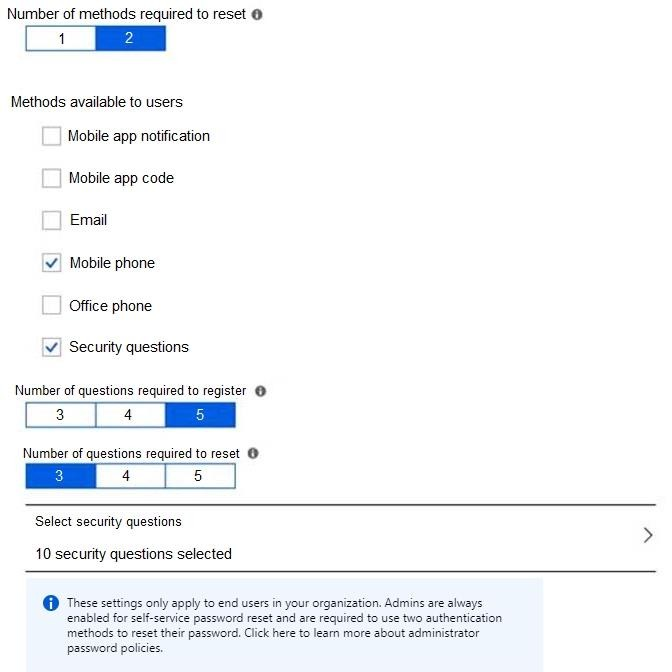 Number of methods required to reset
1 2
Methods available to users
Mobile app notification
Mobile app code
Email
Mobile phone
Office phone
Security questions
Number of questions required to register
3 4 5
Number of questions required to reset
3 4 5
Select security questions
10 security questions selected
These settings only apply to end users in your organization. Admins are always
enabled for self-service password reset and are required to use two authentication
methods to reset their password. Click here to learn more about administrator
password policies.